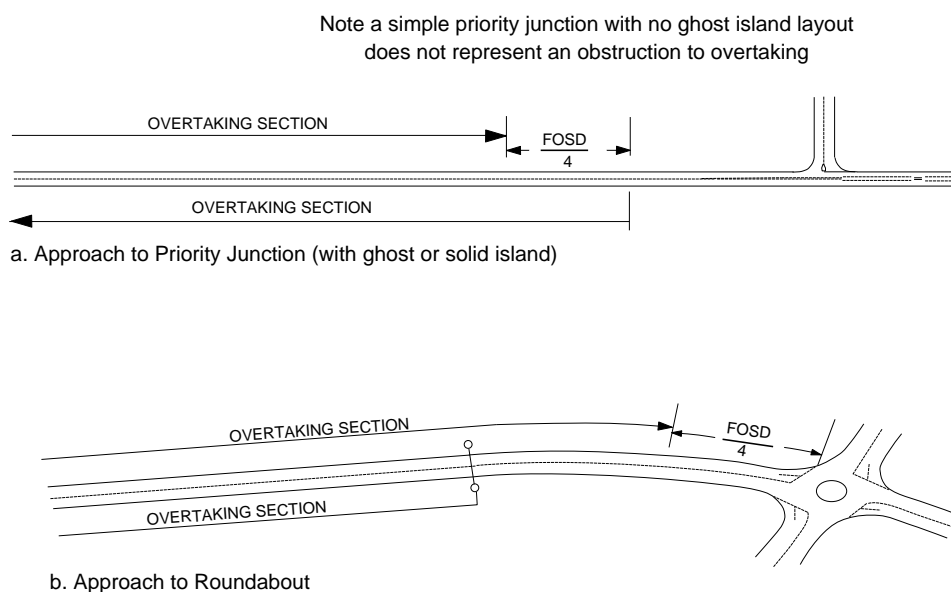 Note a simple priority junction with no ghost island layout
does not represent an obstruction to overtaking
OVERTAKING SECTION
FOSD
4
OVERTAKING SECTION
a. Approach to Priority Junction (with ghost or solid island)
OVERTAKING SECTION
FOSD
4
OVERTAKING SECTION
b. Approach to Roundabout